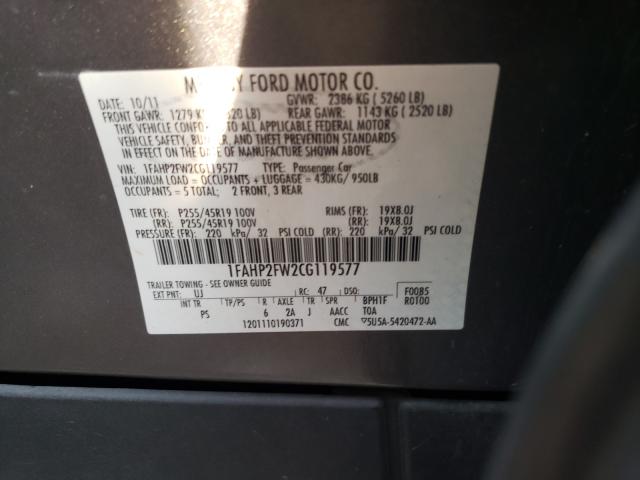 FORD MOTOR CO.
DATE: 10/11 GVWR: 2386 KG ( 5260 LB)
FRONT GAWR: 1279 LB) REAR GAWR: 1143 KG ( 2520 LB)
THIS VEHICLE TO ALL APPLICABLE FEDERAL MOTOR
VEHICLE SAFETY, AND THEFT PREVENTION STANDARDS
IN EFFECT ON THE DATE OF MANUFACTURE SHOWN ABOVE.
VIN: 1FAHP2FW2CG119577 TYPE: Passenger Car
MAXIMUM LOAD = OCCUPANTS + LUGGAGE = 430KG/ 950LB
OCCUPANTS = 5 TOTAL; 2 FRONT, 3 REAR
TIRE (FR): P255/45R19 100V RIMS (FR): 19X8.0J
(RR): P255/45R19 100V (RR): 19X8.0J
PRESSURE (FR): 220 kPa/ 32 PSI COLD (RR): 220 kPa/ 32 PSI COLD
1FAHP2FW2CG119577
TRAILER TOWING - SEE OWNER GUIDE
EXT PNT: UJ RC: 47 DSO: F0085
INT TR TP/PS R AXLE TR SPR BPH1F R0100
P5 6 2A J AACC TOA
1201110190371 CMC ▽5U5A-5420472-AA